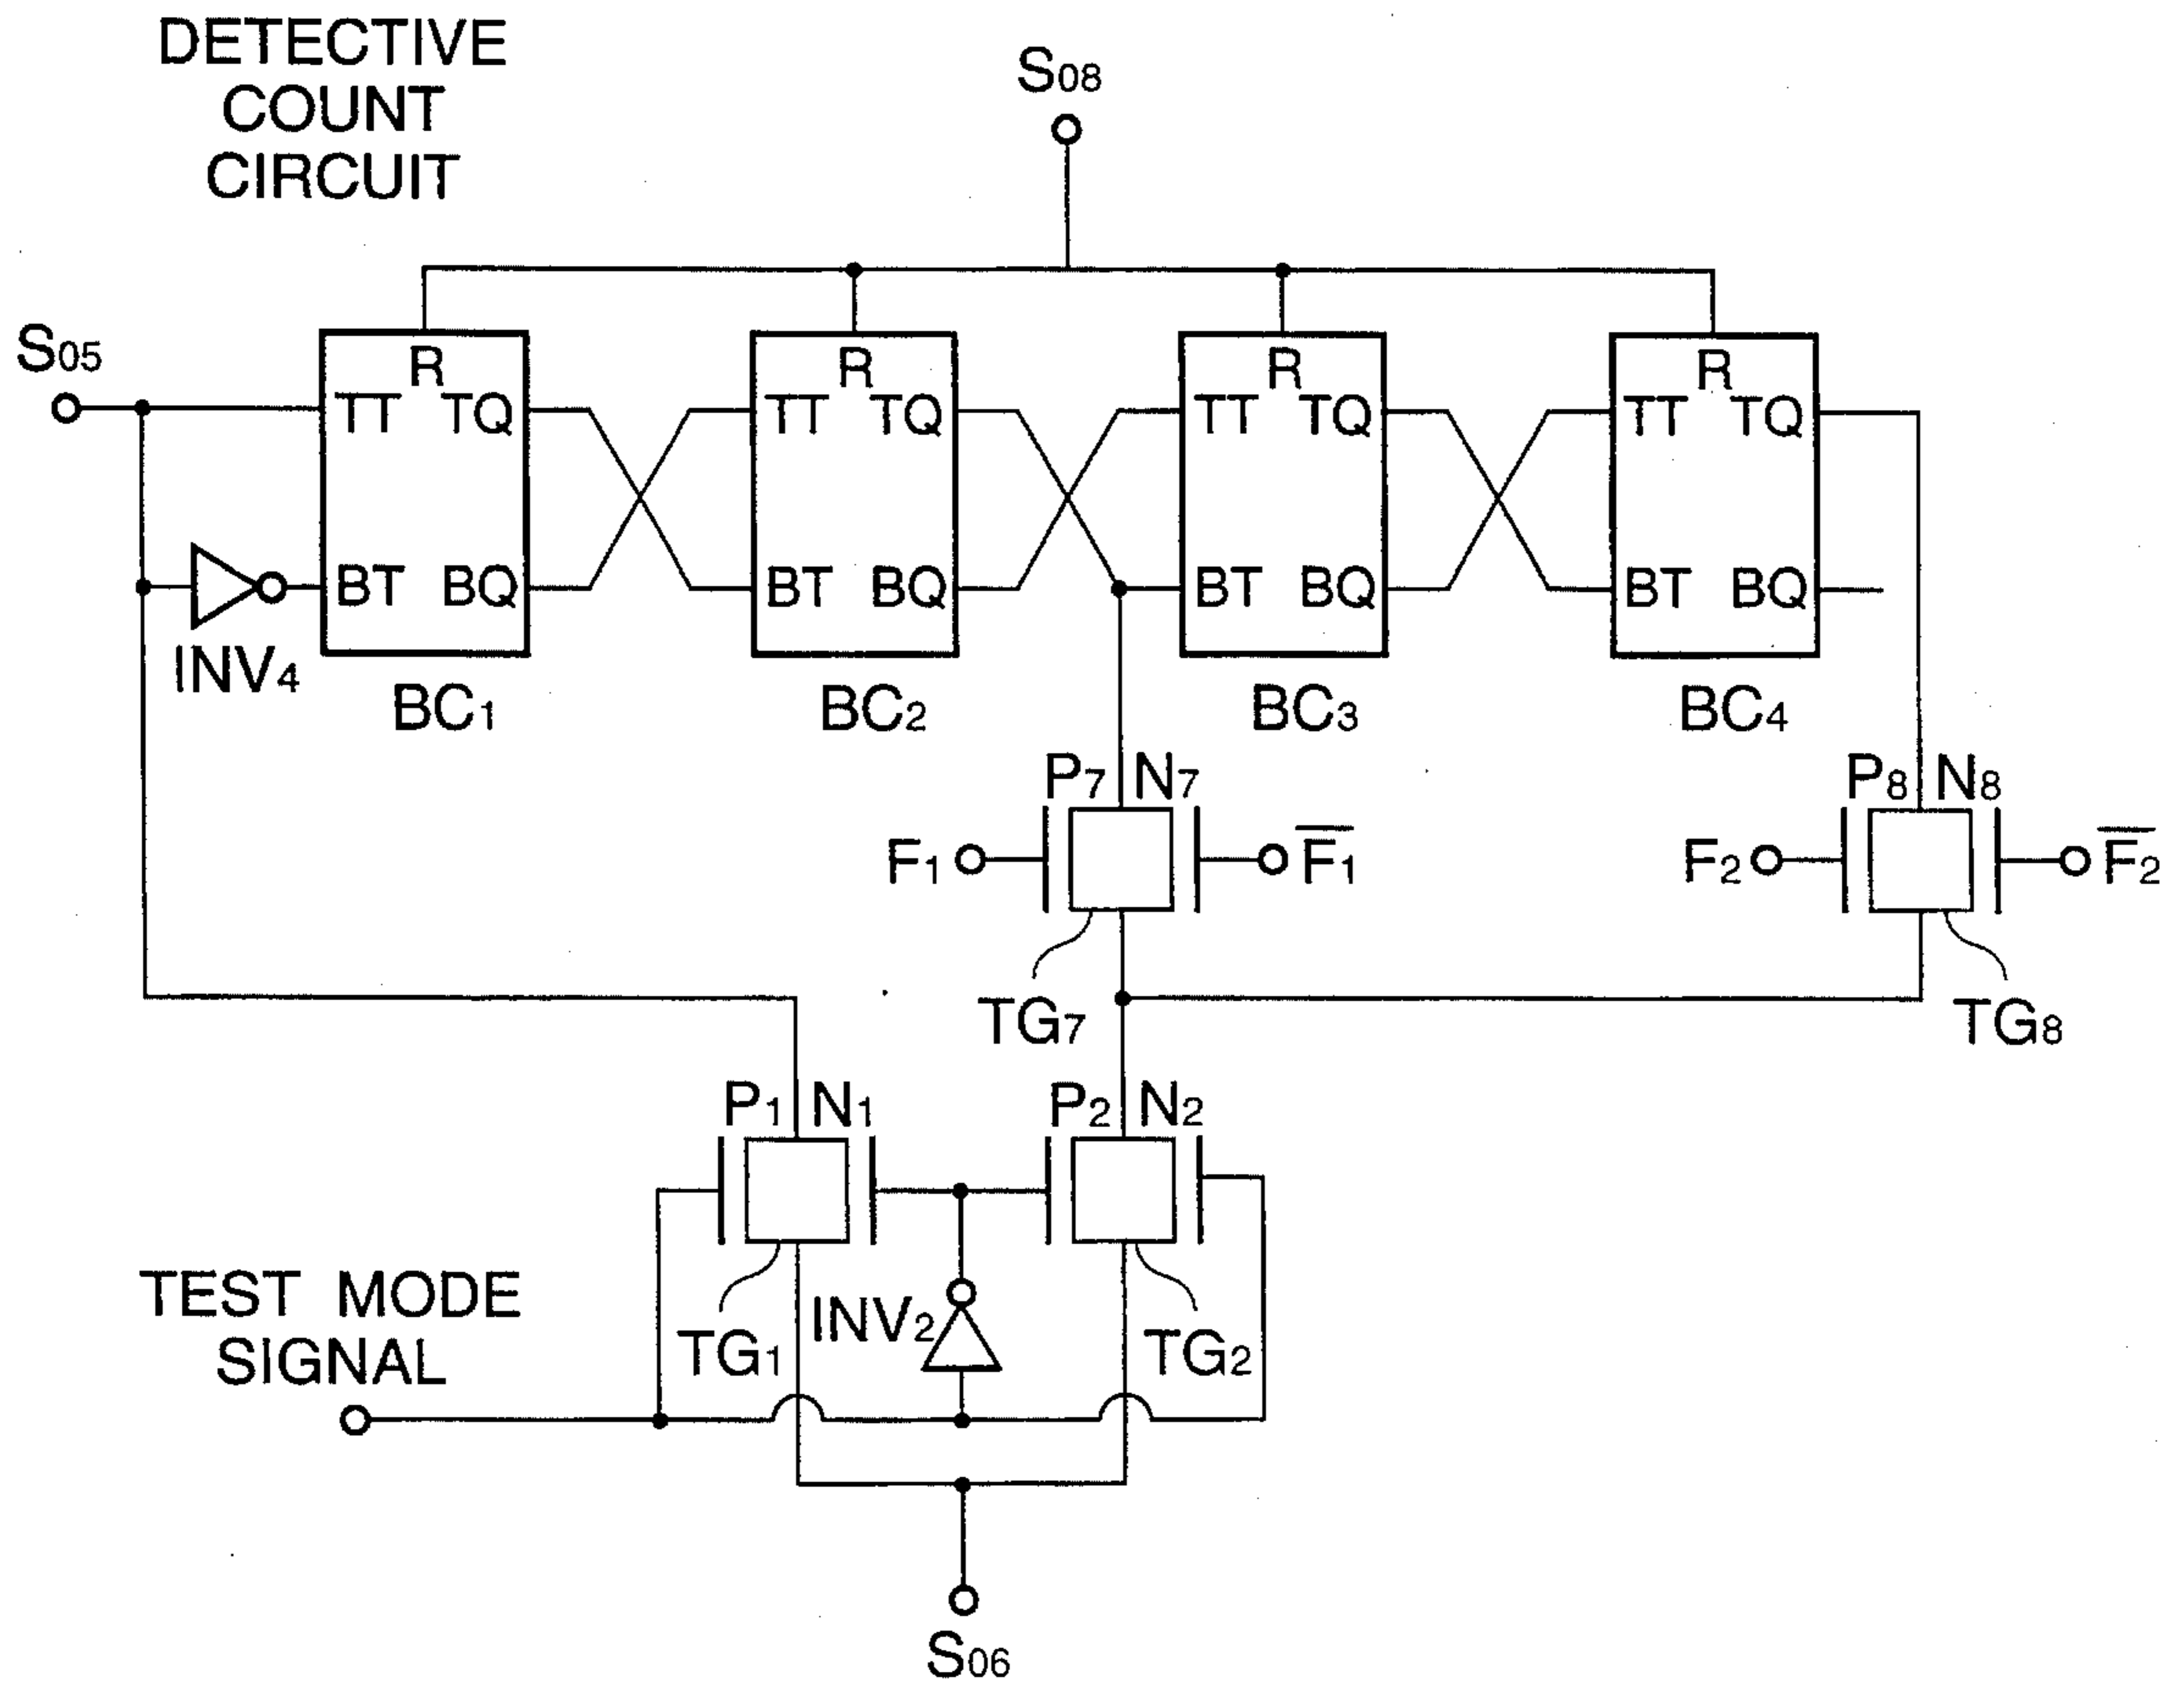 DETECTIVE
COUNT
CIRCUIT
S08
S05
R R R R
TT TQ TT TQ TT TQ TT TQ
BT BQ BT BQ BT BQ BT BQ
INV4
BC1 BC2 BC3 BC4
P7 N7 P8 N8
F1 F̅1̅ F2 F̅2̅
TG7 TG8
P1 N1 P2 N2
TEST MODE
SIGNAL
TG1 INV2 TG2
S06